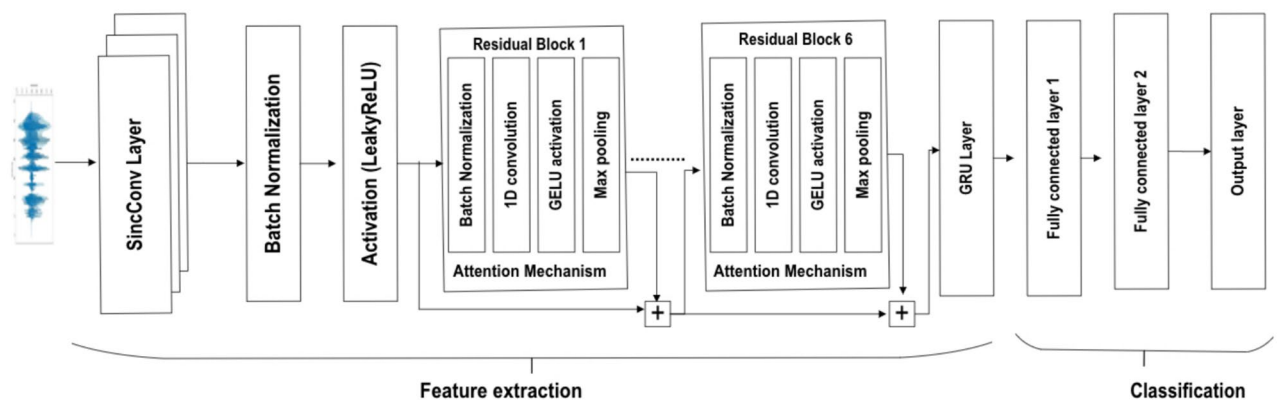 SincConv Layer
Batch Normalization
Activation (LeakyReLU)
Residual Block 1
Batch Normalization
1D convolution
GELU activation
Max pooling
Attention Mechanism
+
Residual Block 6
Batch Normalization
1D convolution
GELU activation
Max pooling
Attention Mechanism
+
GRU Layer
Fully connected layer 1
Fully connected layer 2
Output layer
Feature extraction
Classification